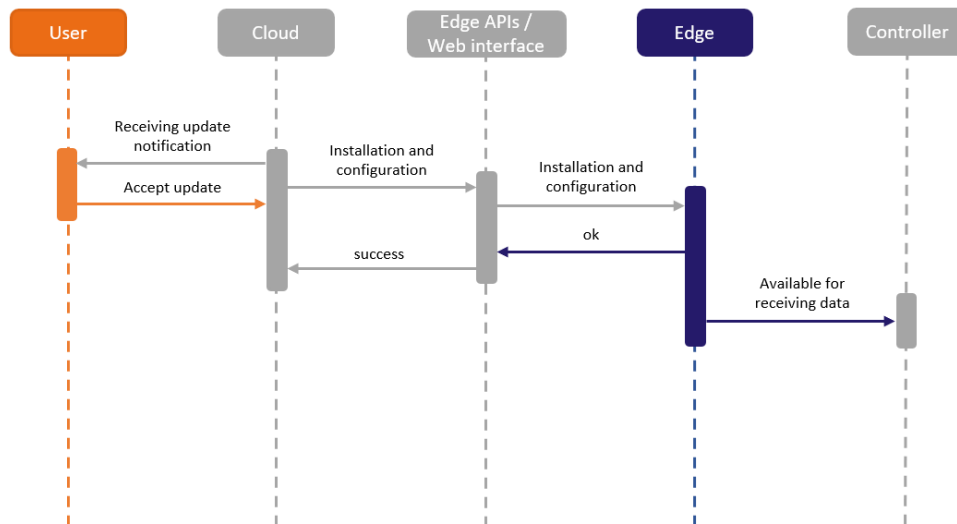 User
Cloud
Edge APIs /
Web interface
Edge
Controller
Receiving update
notification
Installation and
configuration
Installation and
configuration
Accept update
ok
success
Available for
receiving data